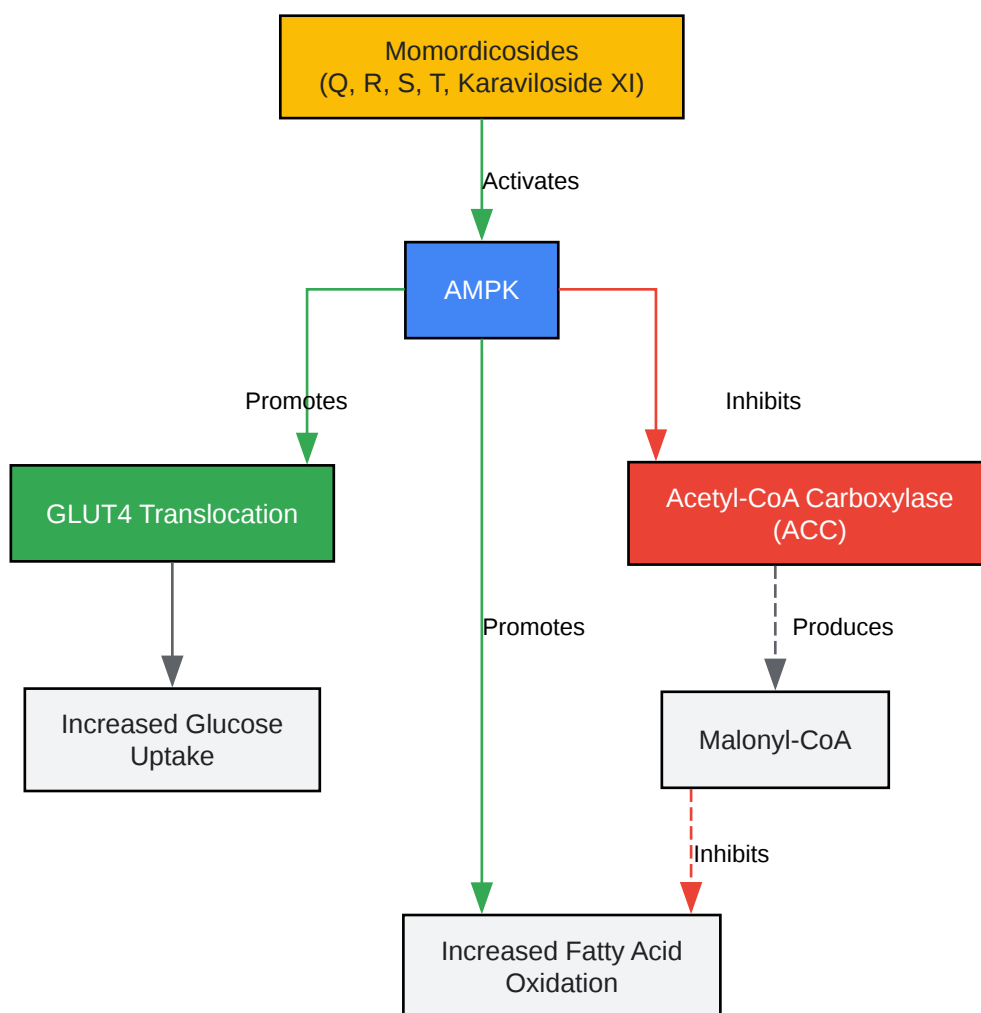 Momordicosides
(Q, R, S, T, Karaviloside XI)
Activates
AMPK
Promotes
Inhibits
GLUT4 Translocation
Acetyl-CoA Carboxylase
(ACC)
Promotes
Produces
Increased Glucose
Uptake
Malonyl-CoA
Inhibits
Increased Fatty Acid
Oxidation